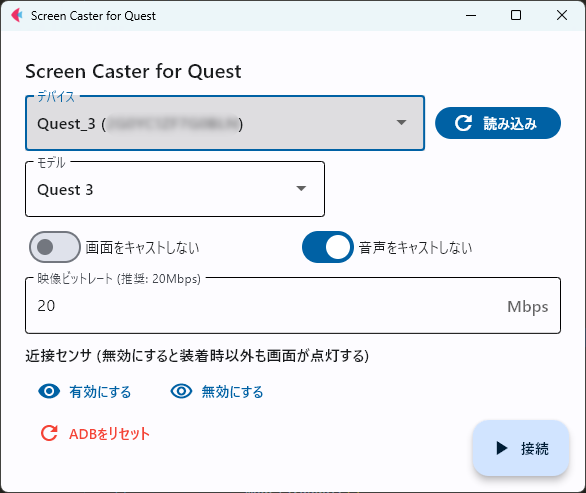 Screen Caster for Quest
Screen Caster for Quest
デバイス
Quest_3 ( )
読み込み
モデル
Quest 3
画面をキャストしない
音声をキャストしない
映像ビットレート (推奨: 20Mbps)
20 Mbps
近接センサ (無効にすると装着時以外も画面が点灯する)
有効にする 無効にする
ADBをリセット
接続